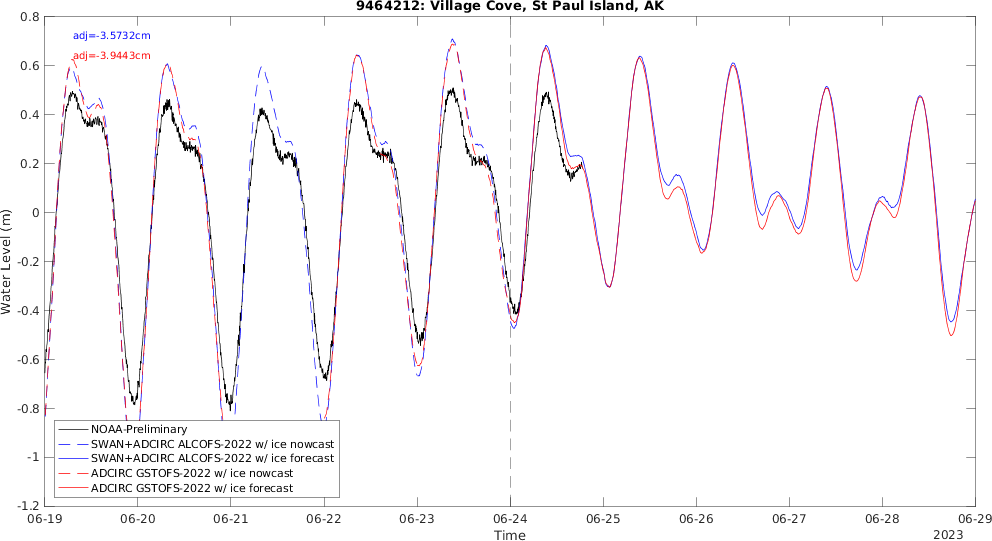 9464212: Village Cove, St Paul Island, AK
adj=-3.5732cm
adj=-3.9443cm
0.8
0.6
0.4
0.2
0
-0.2
-0.4
-0.6
-0.8
-1
-1.2
Water Level (m)
NOAA-Preliminary
SWAN+ADCIRC ALCOFS-2022 w/ ice nowcast
SWAN+ADCIRC ALCOFS-2022 w/ ice forecast
ADCIRC GSTOFS-2022 w/ ice nowcast
ADCIRC GSTOFS-2022 w/ ice forecast
06-19 06-20 06-21 06-22 06-23 06-24 06-25 06-26 06-27 06-28 06-29
Time
2023